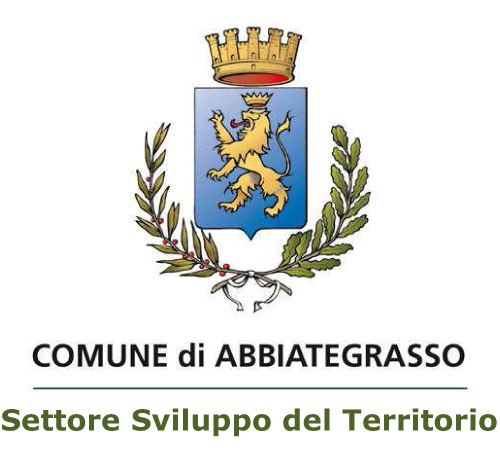 COMUNE di ABBIATEGRASSO
Settore Sviluppo del Territorio